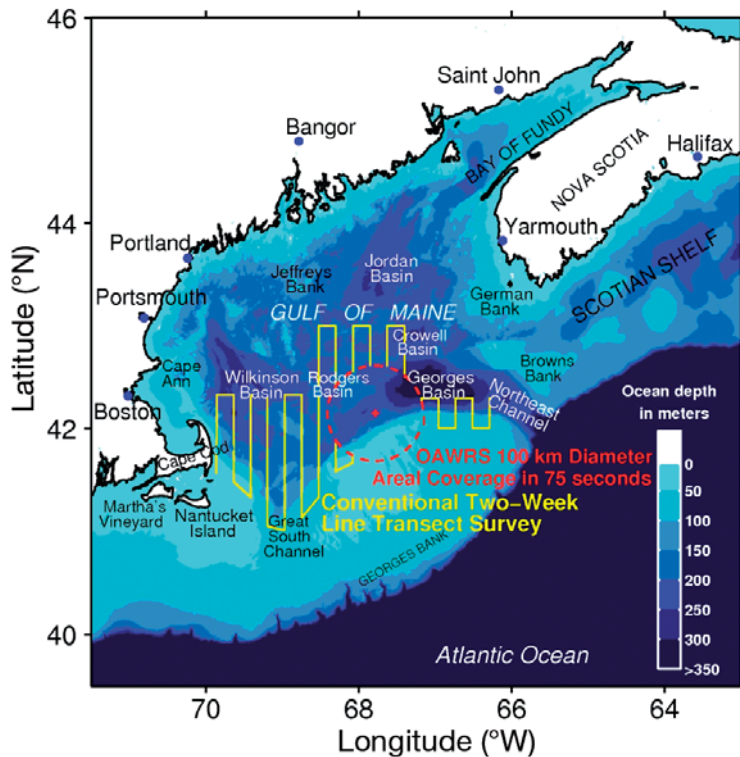 46
44
42
40
Latitude (°N)
70
68
66
64
Longitude (°W)
Saint John
Bangor
BAY OF FUNDY
NOVA SCOTIA
Halifax
Portland
Yarmouth
Jordan
Basin
Jeffreys
Bank
German
Bank
SCOTIAN SHELF
Portsmouth
GULF OF MAINE
Crowell
Basin
Cape
Ann
Wilkinson
Basin
Rodgers
Basin
Georges
Basin
Browns
Bank
Northeast
Channel
Boston
Cape Cod
OAWRS 100 km Diameter
Areal Coverage in 75 seconds
Martha's
Vineyard
Nantucket
Island
Great
South
Channel
Conventional Two-Week
Line Transect Survey
GEORGES BANK
Atlantic Ocean
Ocean depth
in meters
0
50
100
150
200
250
300
>350